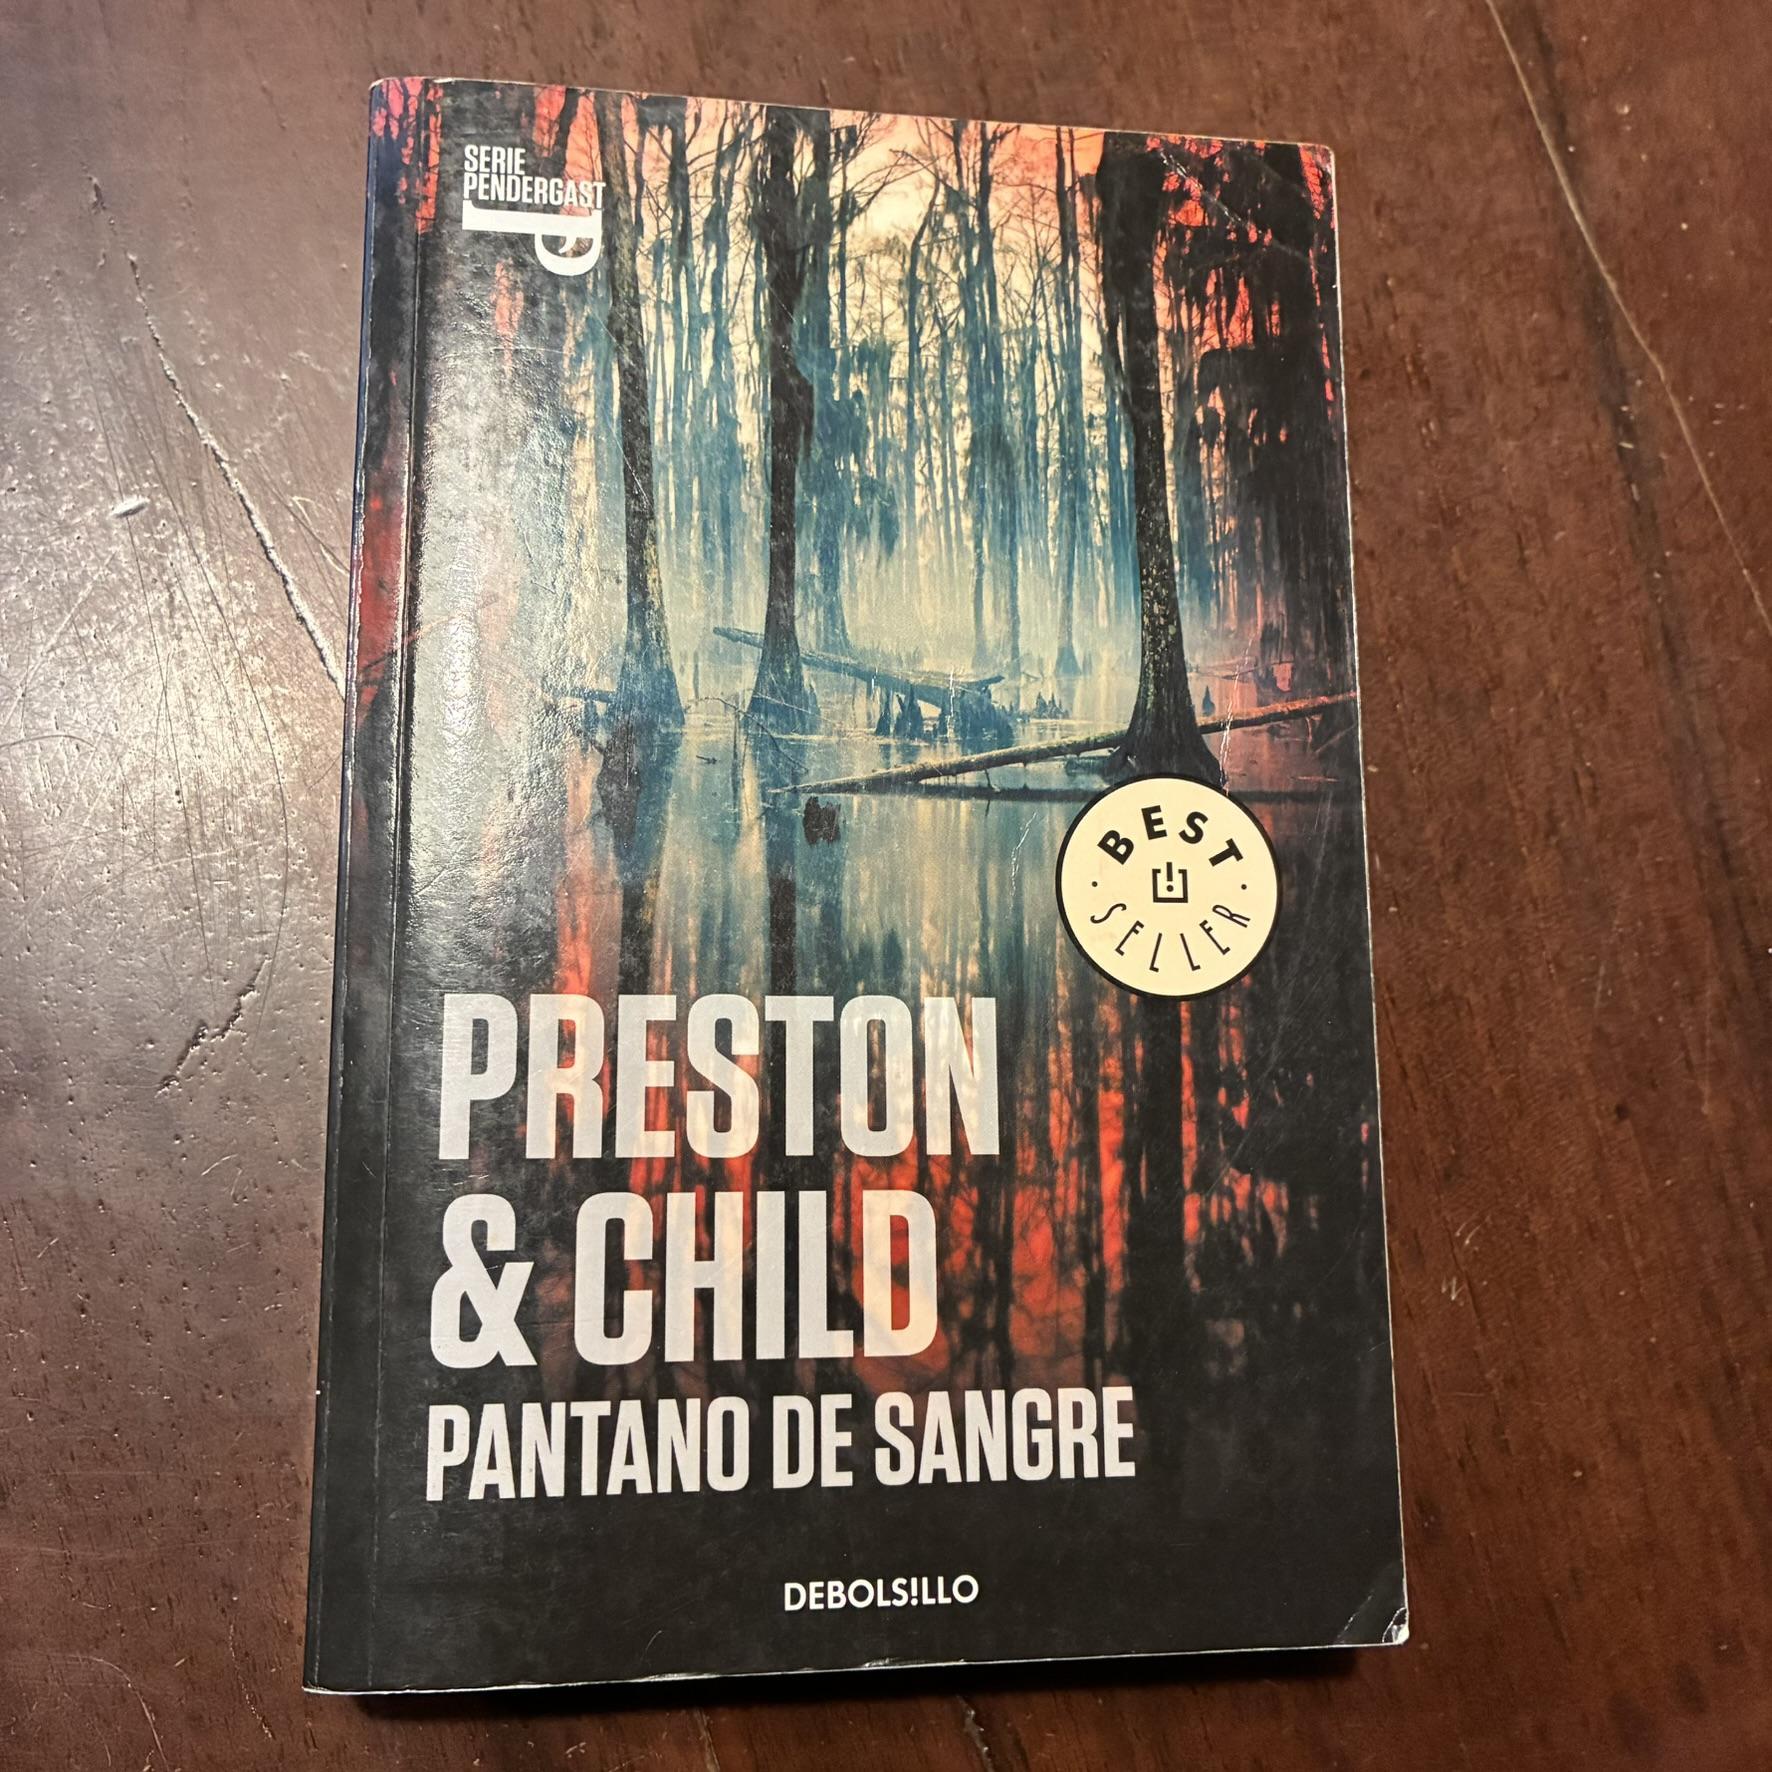 SERIE
PENDERGAST
P
BEST
SELLER
PRESTON
& CHILD
PANTANO DE SANGRE
DEBOLS!LLO